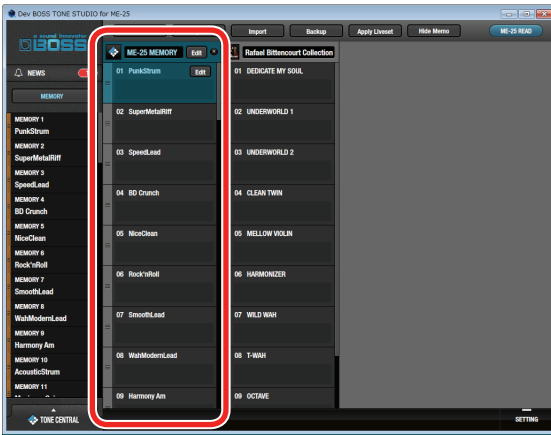 Dev BOSS TONE STUDIO for ME-25
a sound innovation
BOSS
Import
Backup
Apply Liveset
Hide Memo
ME-25 READ
NEWS
MEMORY
MEMORY 1
PunkStrum
MEMORY 2
SuperMetalRiff
MEMORY 3
SpeedLead
MEMORY 4
BD Crunch
MEMORY 5
NiceClean
MEMORY 6
Rock'nRoll
MEMORY 7
SmoothLead
MEMORY 8
WahModernLead
MEMORY 9
Harmony Am
MEMORY 10
AcousticStrum
MEMORY 11
TONE CENTRAL
ME-25 MEMORY
Edit
01 PunkStrum
Edit
02 SuperMetalRiff
03 SpeedLead
04 BD Crunch
05 NiceClean
06 Rock'nRoll
07 SmoothLead
08 WahModernLead
09 Harmony Am
Rafael Bittencourt Collection
01 DEDICATE MY SOUL
02 UNDERWORLD 1
03 UNDERWORLD 2
04 CLEAN TWIN
05 MELLOW VIOLIN
06 HARMONIZER
07 WILD WAH
08 T-WAH
09 OCTAVE
SETTING